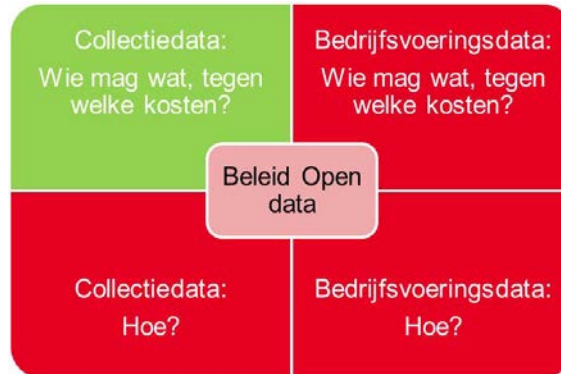 Collectiedata:
Wie mag wat, tegen
welke kosten?
Bedrijfsvoeringsdata:
Wie mag wat, tegen
welke kosten?
Beleid Open
data
Collectiedata:
Hoe?
Bedrijfsvoeringsdata:
Hoe?